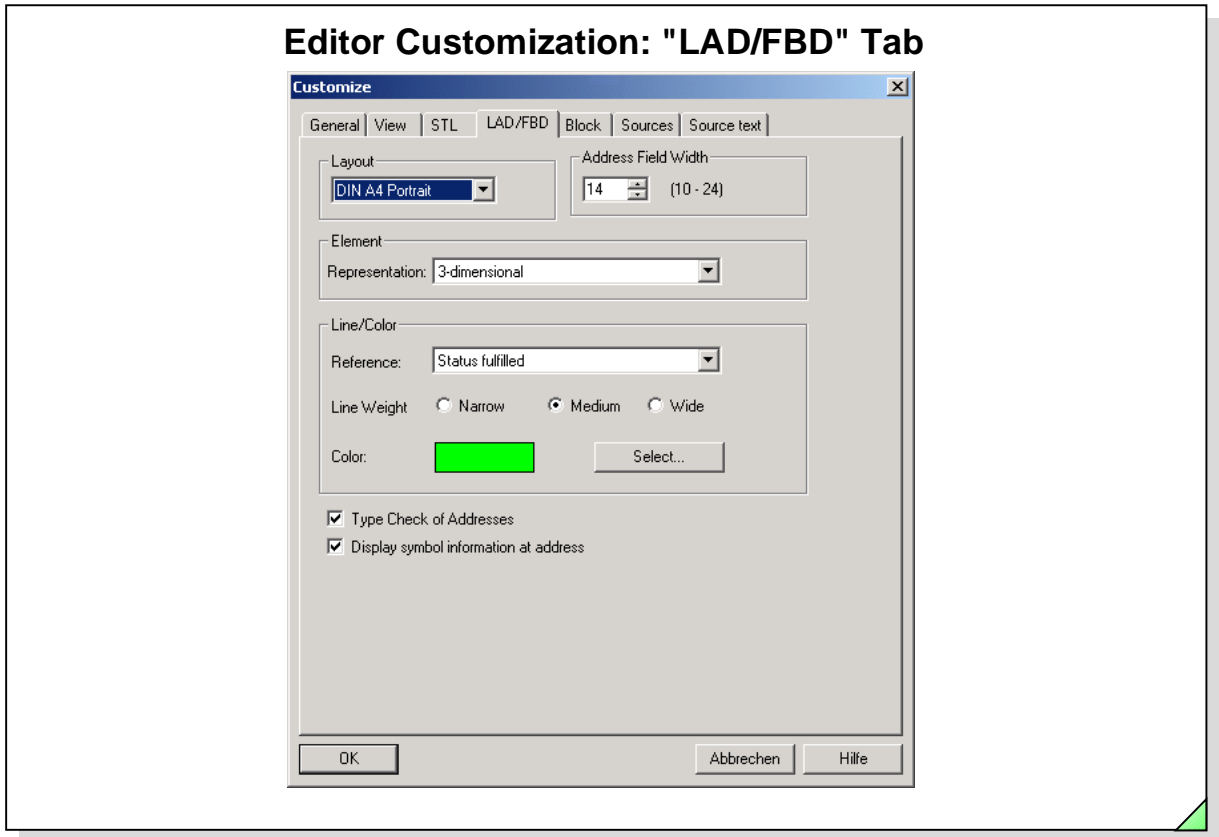 Editor Customization: "LAD/FBD" Tab
Customize
General View STL LAD/FBD Block Sources Source text
Layout Address Field Width
DIN A4 Portrait 14 (10 - 24)
Element
Representation: 3-dimensional
Line/Color
Reference: Status fulfilled
Line Weight Narrow Medium Wide
Color: Select...
Type Check of Addresses
Display symbol information at address
OK Abbrechen Hilfe